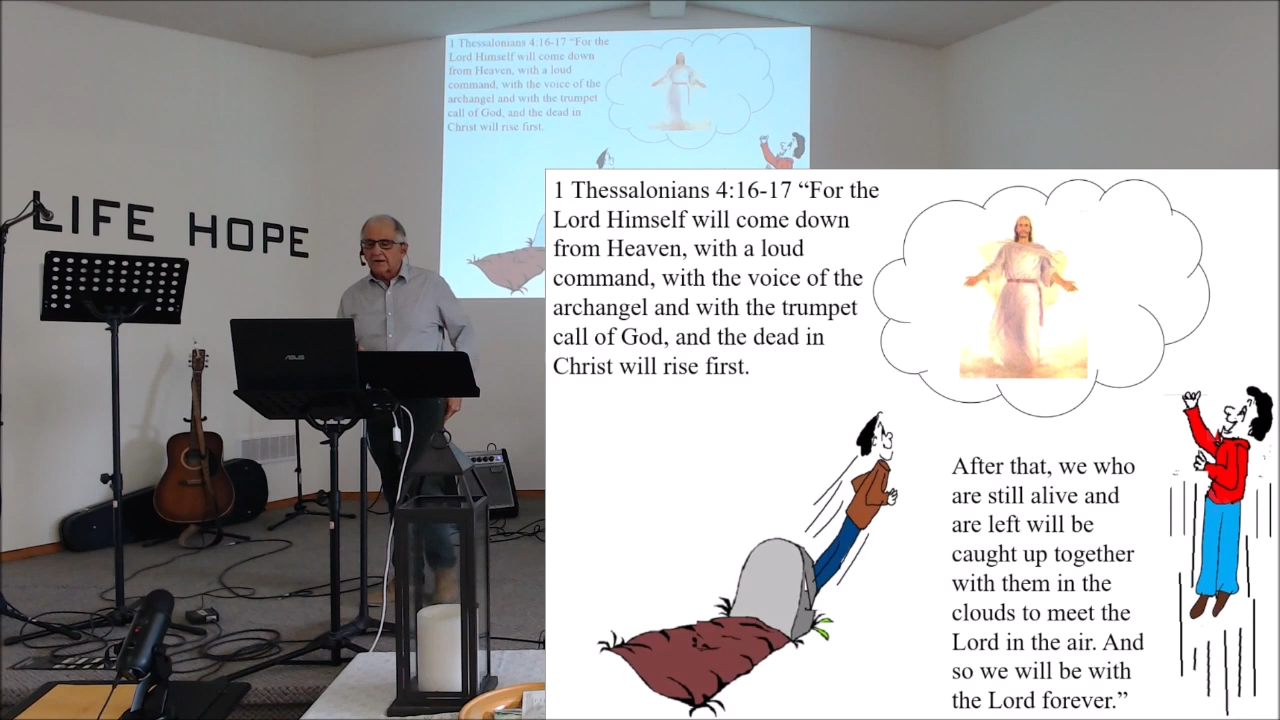 LIFE HOPE
ASUS
1 Thessalonians 4:16-17 “For the
Lord Himself will come down
from Heaven, with a loud
command, with the voice of the
archangel and with the trumpet
call of God, and the dead in
Christ will rise first.
1 Thessalonians 4:16-17 “For the
Lord Himself will come down
from Heaven, with a loud
command, with the voice of the
archangel and with the trumpet
call of God, and the dead in
Christ will rise first.
After that, we who
are still alive and
are left will be
caught up together
with them in the
clouds to meet the
Lord in the air. And
so we will be with
the Lord forever.”